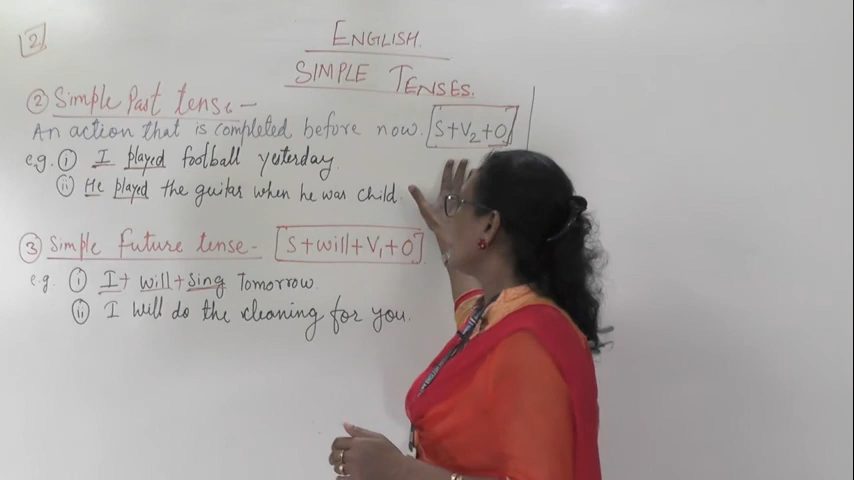 2
ENGLISH.
SIMPLE TENSES.
② Simple Past tense –
An action that is completed before now. [S+V₂+O]
e.g. ⓘ I played football yesterday.
ⓘⓘ He played the guitar when he was child.
③ Simple Future tense – [S+will+V₁+O]
e.g. ⓘ I + will + Sing Tomorrow.
ⓘⓘ I will do the cleaning for you.